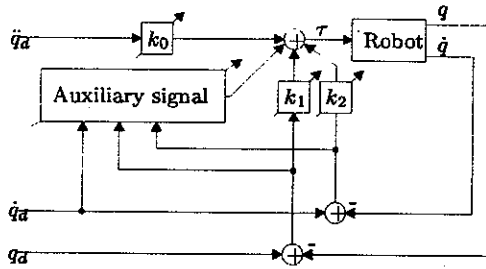 q
q̈d
k0
τ
Robot
q̇
Auxiliary signal
k1
k2
q̇d
-
qd
-